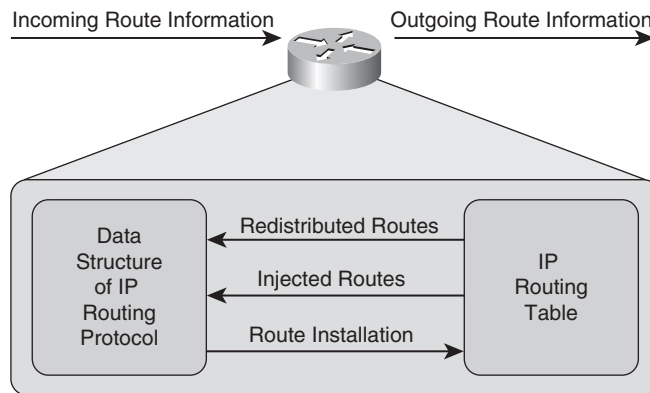 Incoming Route Information
Outgoing Route Information
Data
Structure
of IP
Routing
Protocol
Redistributed Routes
Injected Routes
Route Installation
IP
Routing
Table